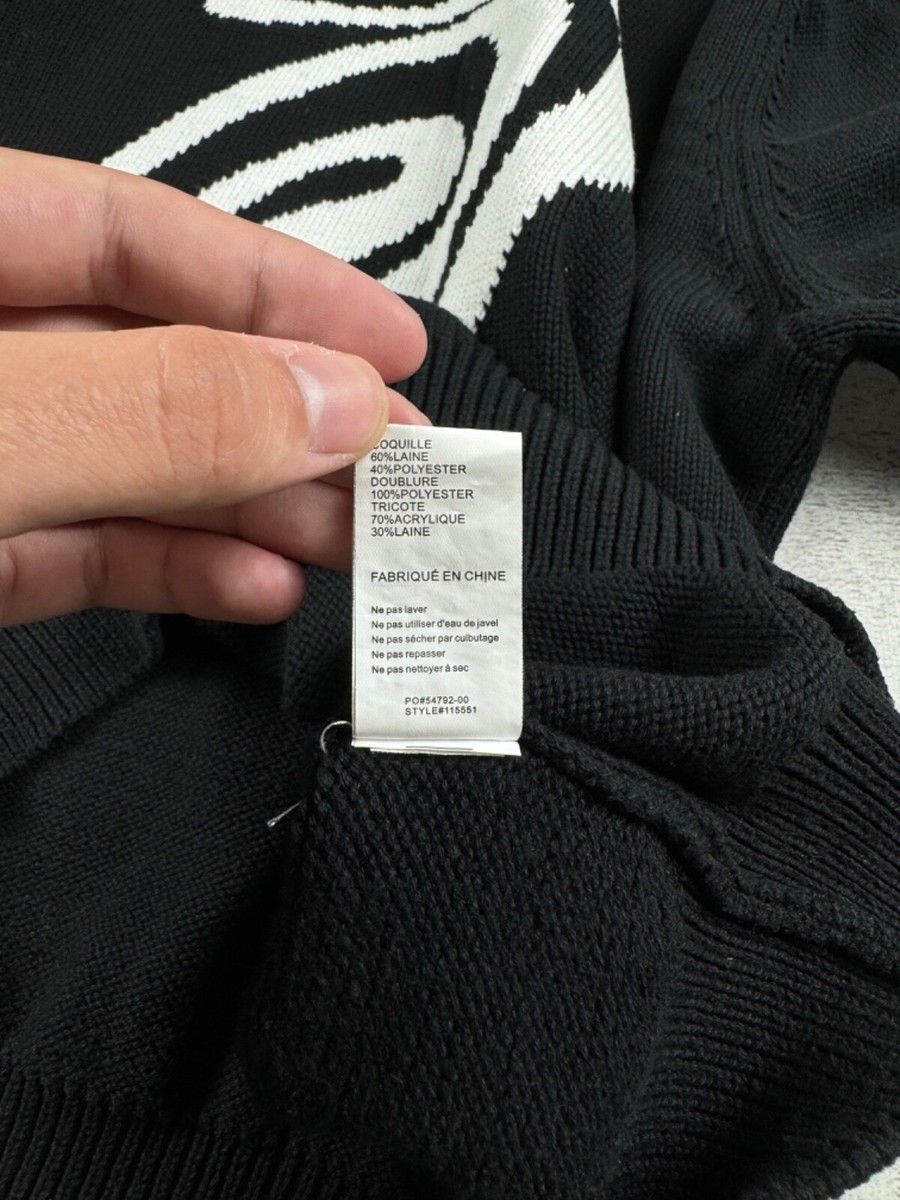 COQUILLE
60%LAINE
40%POLYESTER
DOUBLURE
100%POLYESTER
TRICOTE
70%ACRYLIQUE
30%LAINE
FABRIQUÉ EN CHINE
Ne pas laver
Ne pas utiliser d'eau de javel
Ne pas sécher par culbutage
Ne pas repasser
Ne pas nettoyer à sec
PO#54792-00
STYLE#115551